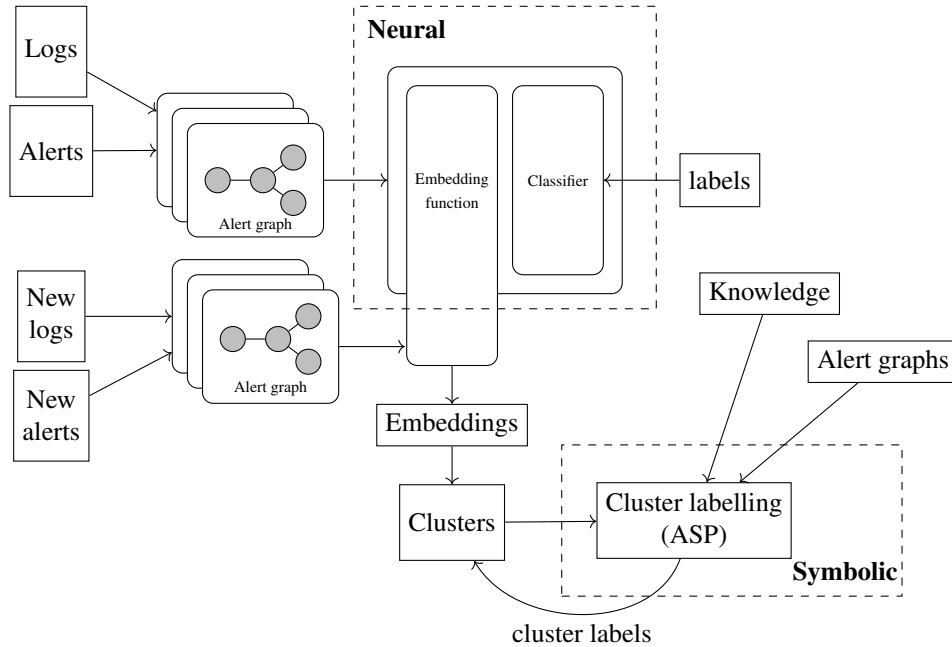 Neural
Logs
Alerts
Alert graph
Embedding
function
Classifier
labels
New
logs
New
alerts
Alert graph
Knowledge
Alert graphs
Embeddings
Clusters
Cluster labelling
(ASP)
Symbolic
cluster labels